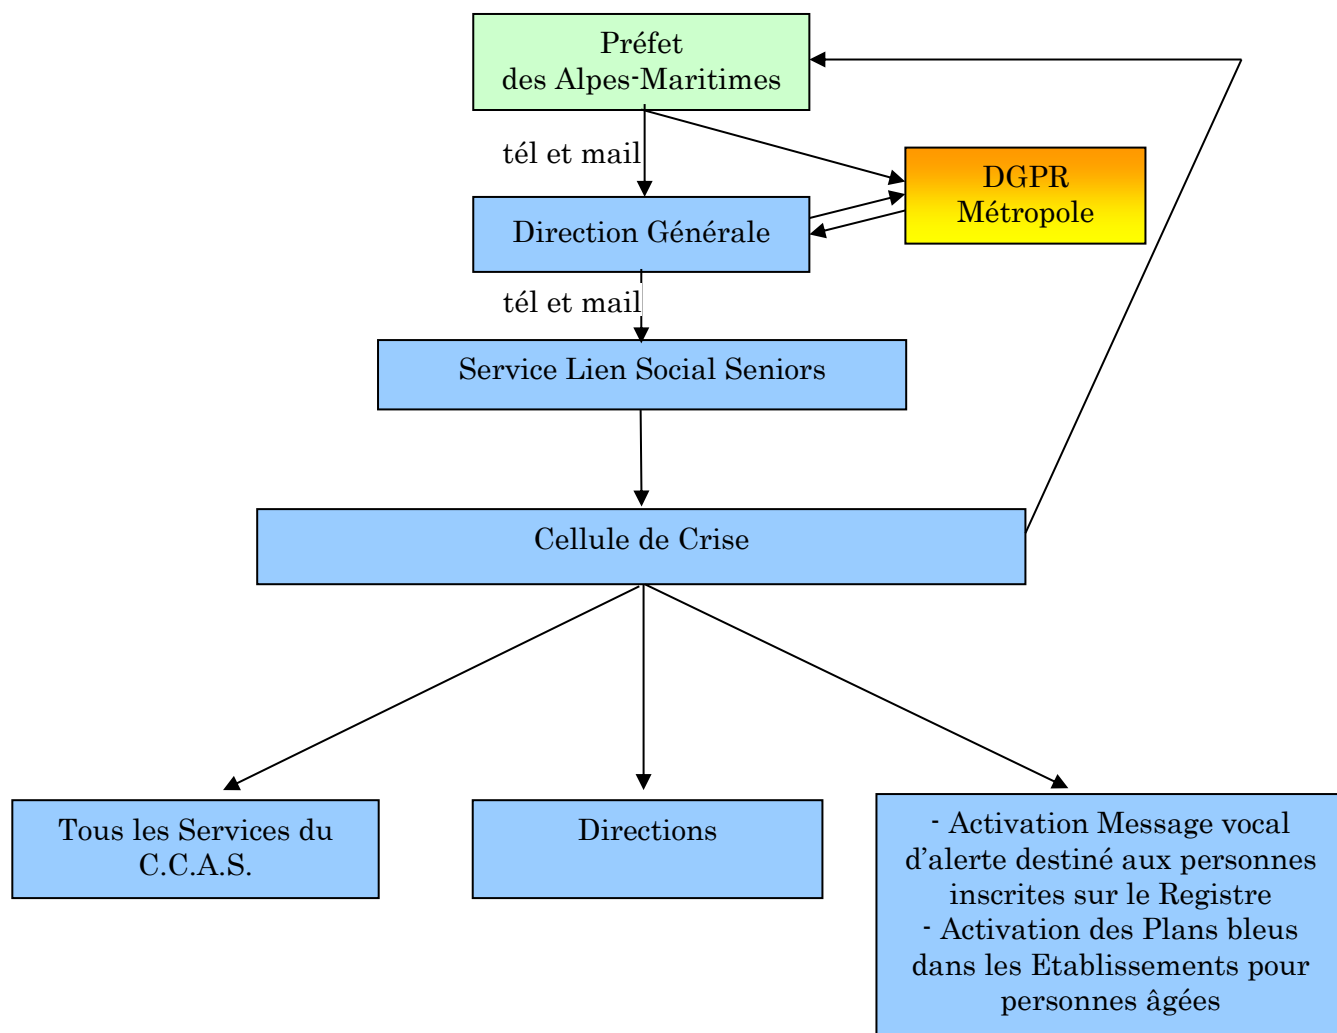 Préfet
des Alpes-Maritimes
tél et mail
DGPR
Métropole
Direction Générale
tél et mail
Service Lien Social Seniors
Cellule de Crise
Tous les Services du
C.C.A.S.
Directions
- Activation Message vocal
d’alerte destiné aux personnes
inscrites sur le Registre
- Activation des Plans bleus
dans les Etablissements pour
personnes âgées